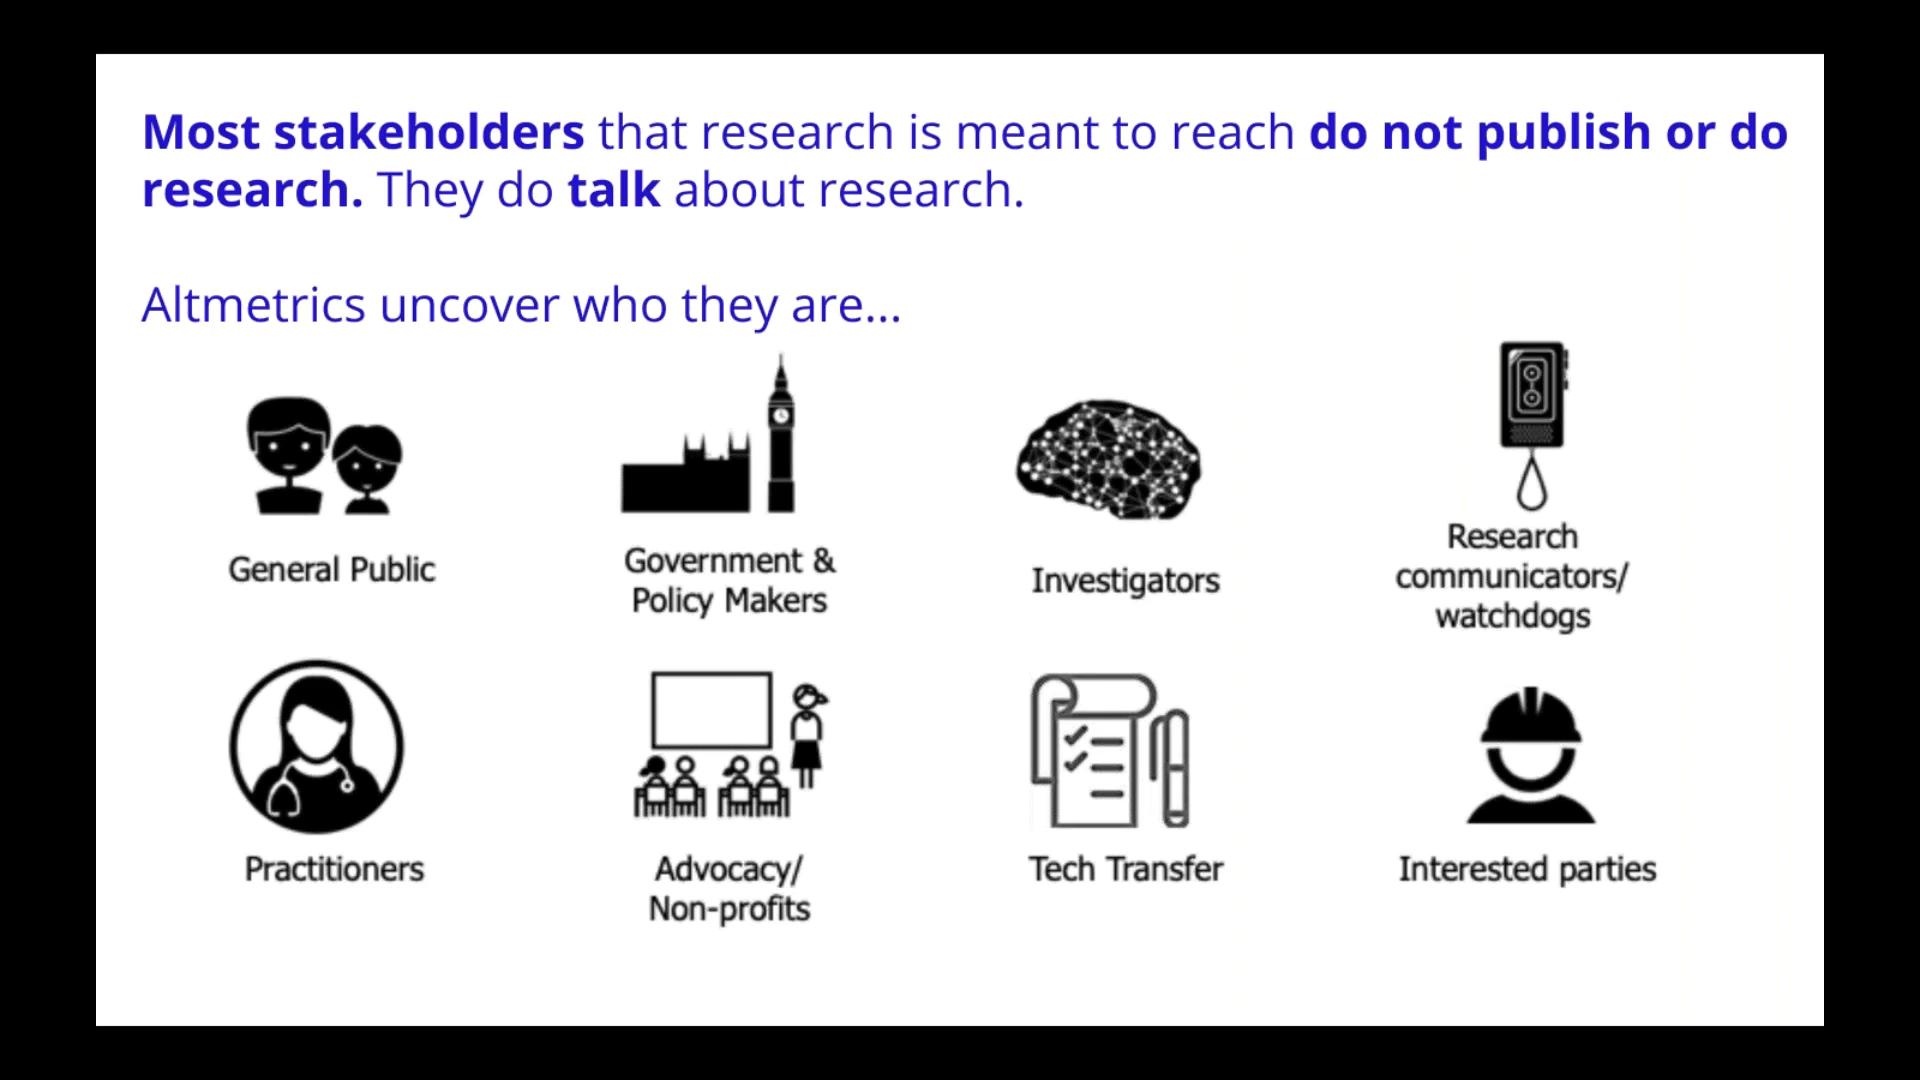 Most stakeholders that research is meant to reach do not publish or do
research. They do talk about research.
Altmetrics uncover who they are...
General Public
Government &
Policy Makers
Investigators
Research
communicators/
watchdogs
Practitioners
Advocacy/
Non-profits
Tech Transfer
Interested parties